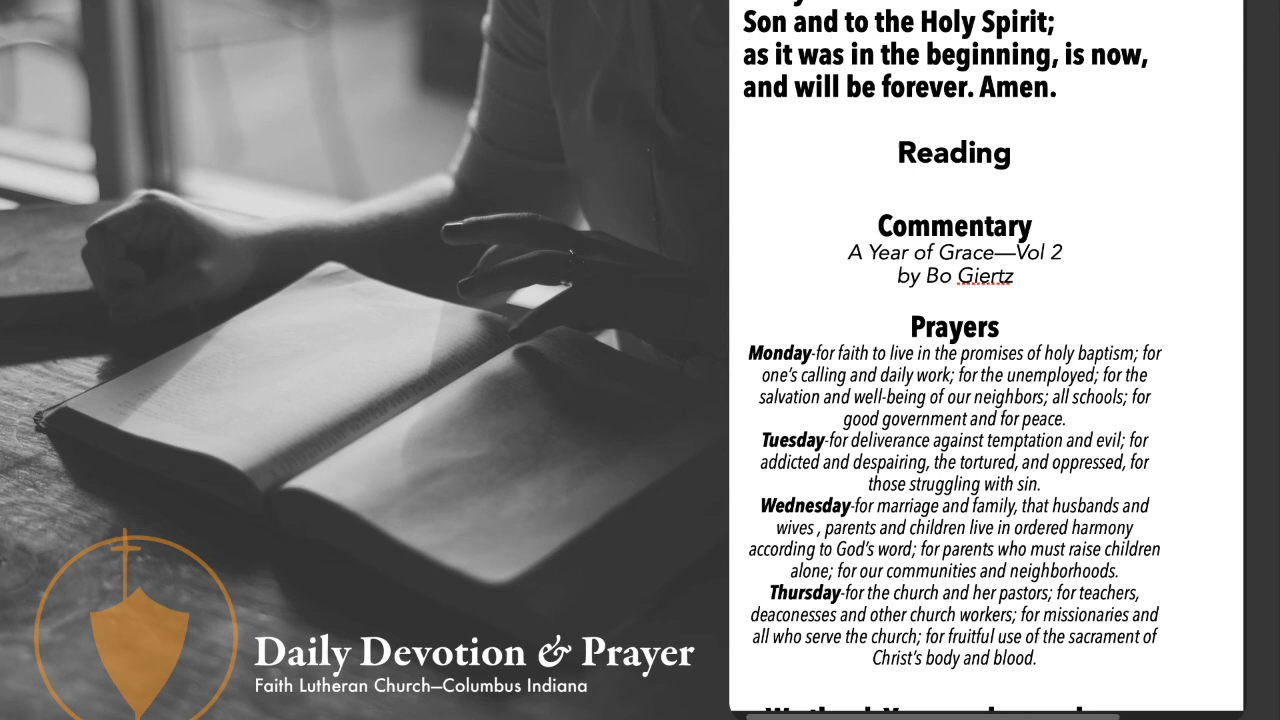 Son and to the Holy Spirit;
as it was in the beginning, is now,
and will be forever. Amen.
Reading
Commentary
A Year of Grace—Vol 2
by Bo Giertz
Prayers
Monday-for faith to live in the promises of holy baptism; for
one’s calling and daily work; for the unemployed; for the
salvation and well-being of our neighbors; all schools; for
good government and for peace.
Tuesday-for deliverance against temptation and evil; for
addicted and despairing, the tortured, and oppressed, for
those struggling with sin.
Wednesday-for marriage and family, that husbands and
wives , parents and children live in ordered harmony
according to God’s word; for parents who must raise children
alone; for our communities and neighborhoods.
Thursday-for the church and her pastors; for teachers,
deaconesses and other church workers; for missionaries and
all who serve the church; for fruitful use of the sacrament of
Christ’s body and blood.
Daily Devotion & Prayer
Faith Lutheran Church—Columbus Indiana